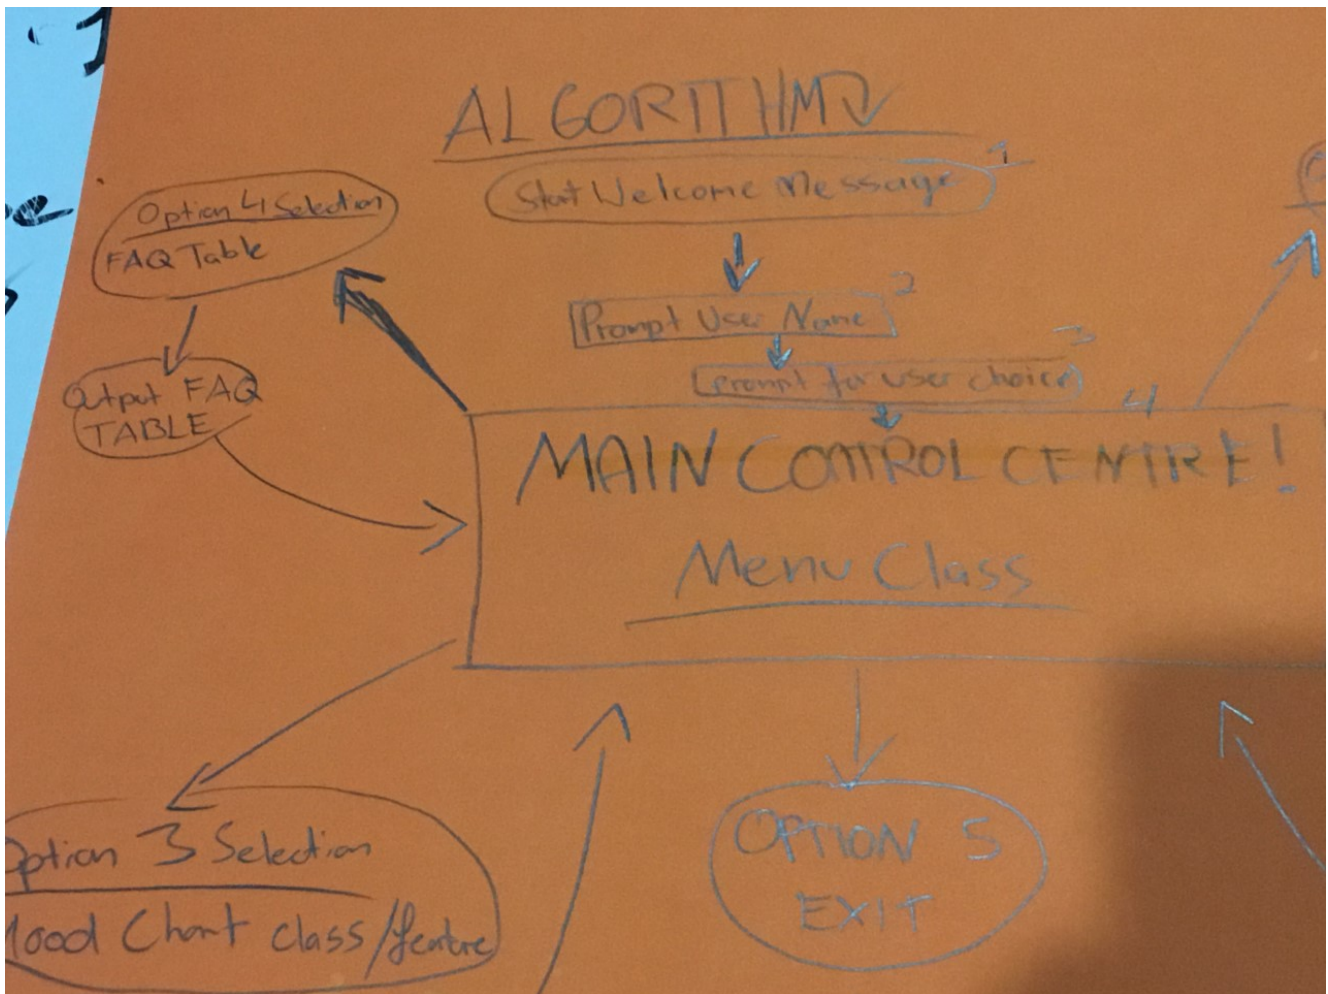 ALGORITHM
1
Start Welcome Message
Option 4 Selection
FAQ Table
2
Prompt User Name
3
prompt for user choice
Output FAQ
TABLE
4
MAIN CONTROL CENTRE!
Menu Class
Option 3 Selection
Mood Chart class/feature
OPTION 5
EXIT